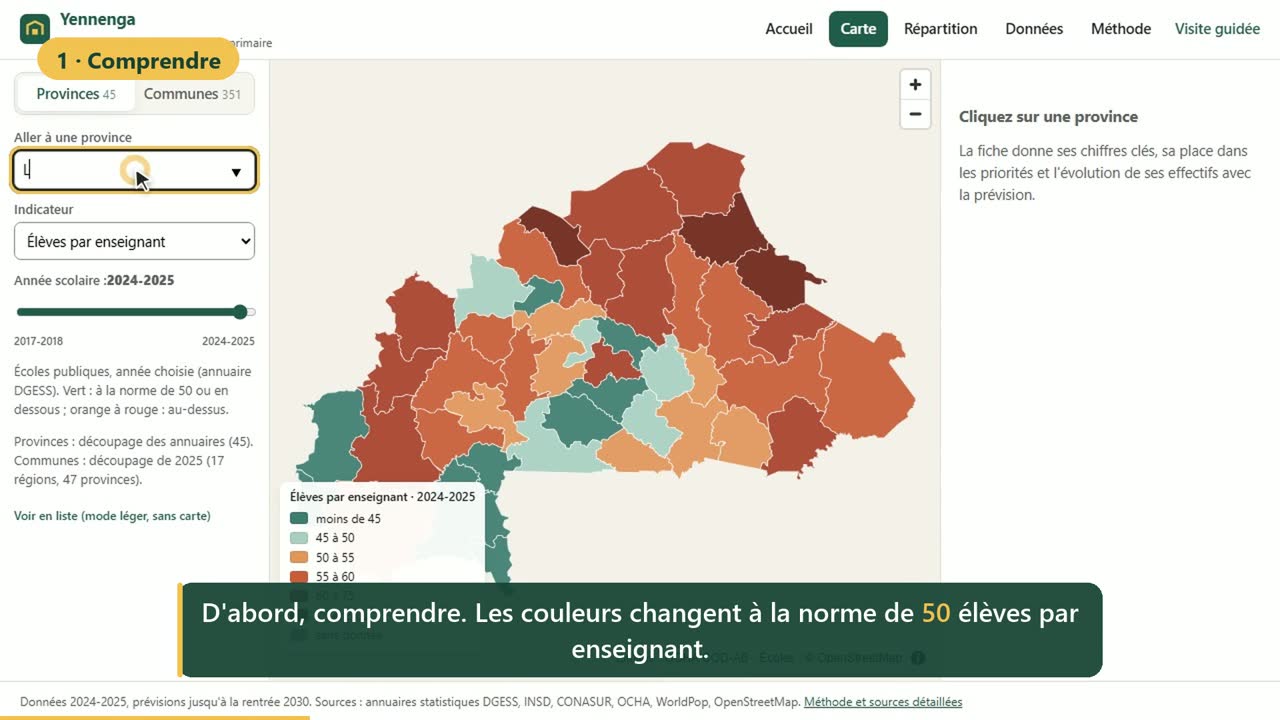 Yennenga
primaire
Accueil
Carte
Répartition
Données
Méthode
Visite guidée
1 · Comprendre
Provinces 45
Communes 351
Aller à une province
L
Indicateur
Élèves par enseignant
Année scolaire :2024-2025
2017-2018
2024-2025
Écoles publiques, année choisie (annuaire
DGESS). Vert : à la norme de 50 ou en
dessous ; orange à rouge : au-dessus.
Provinces : découpage des annuaires (45).
Communes : découpage de 2025 (17
régions, 47 provinces).
Voir en liste (mode léger, sans carte)
+
−
Cliquez sur une province
La fiche donne ses chiffres clés, sa place dans
les priorités et l'évolution de ses effectifs avec
la prévision.
Élèves par enseignant · 2024-2025
moins de 45
45 à 50
50 à 55
55 à 60
D'abord, comprendre. Les couleurs changent à la norme de 50 élèves par
enseignant.
© OpenStreetMap
Données 2024-2025, prévisions jusqu'à la rentrée 2030. Sources : annuaires statistiques DGESS, INSD, CONASUR, OCHA, WorldPop, OpenStreetMap. Méthode et sources détaillées